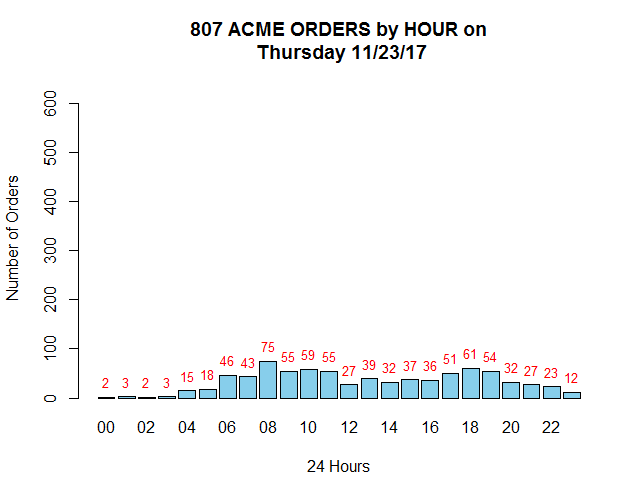 807 ACME ORDERS by HOUR on
Thursday 11/23/17
Number of Orders
600
500
400
300
200
100
0
2 3 2 3 15 18 46 43 75 55 59 55 27 39 32 37 36 51 61 54 32 27 23 12
00 02 04 06 08 10 12 14 16 18 20 22
24 Hours